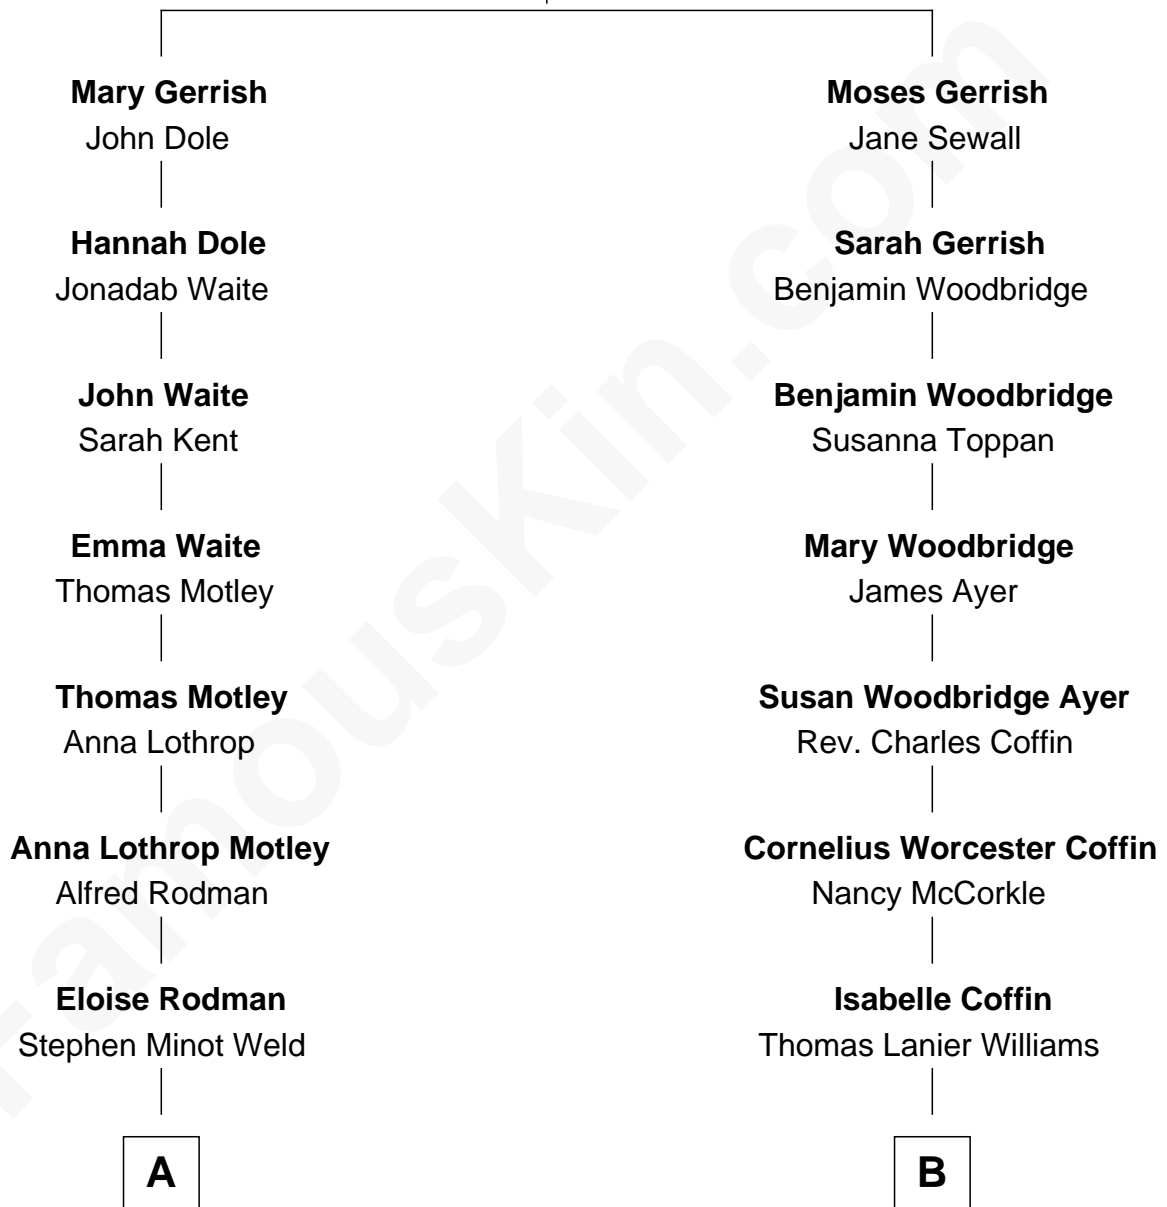 Mary Gerrish
John Dole
Hannah Dole
Jonadab Waite
John Waite
Sarah Kent
Emma Waite
Thomas Motley
Thomas Motley
Anna Lothrop
Anna Lothrop Motley
Alfred Rodman
Eloise Rodman
Stephen Minot Weld
A
Moses Gerrish
Jane Sewall
Sarah Gerrish
Benjamin Woodbridge
Benjamin Woodbridge
Susanna Toppan
Mary Woodbridge
James Ayer
Susan Woodbridge Ayer
Rev. Charles Coffin
Cornelius Worcester Coffin
Nancy McCorkle
Isabelle Coffin
Thomas Lanier Williams
B
FamousKin.com